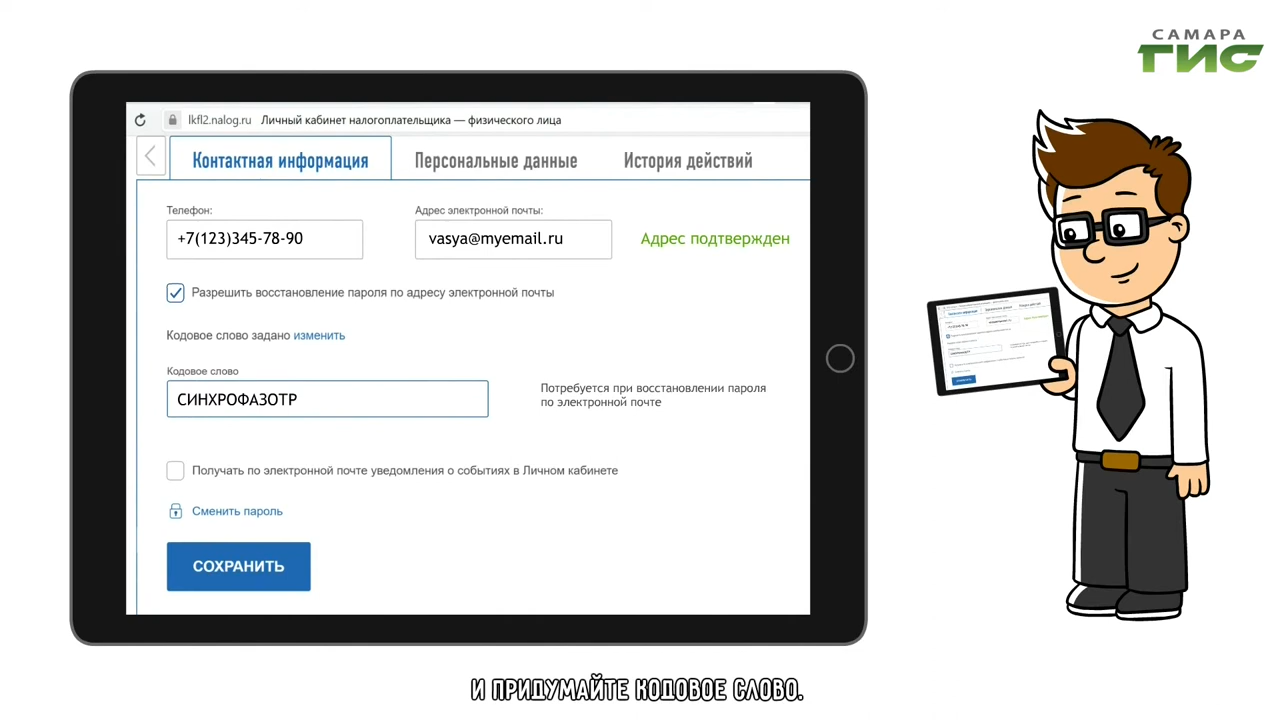 САМАРА
ГИС
lkfl2.nalog.ru Личный кабинет налогоплательщика — физического лица
Контактная информация Персональные данные История действий
Телефон: Адрес электронной почты:
+7(123)345-78-90 vasya@myemail.ru Адрес подтвержден
Разрешить восстановление пароля по адресу электронной почты
Кодовое слово задано изменить
Кодовое слово
СИНХРОФАЗОТР
Потребуется при восстановлении пароля
по электронной почте
Получать по электронной почте уведомления о событиях в Личном кабинете
Сменить пароль
СОХРАНИТЬ
И ПРИДУМАЙТЕ КОДОВОЕ СЛОВО.